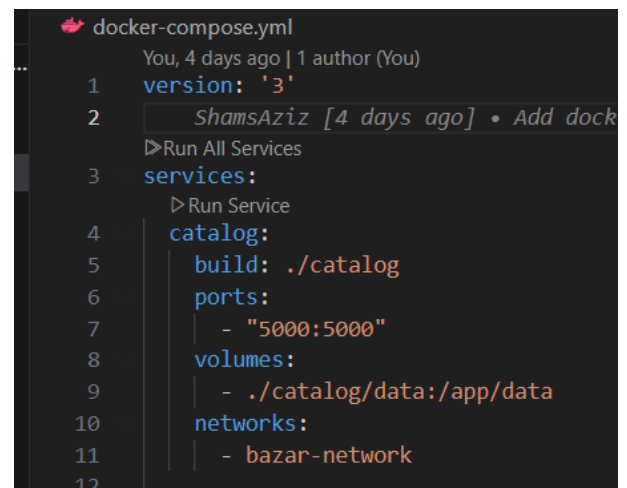 docker-compose.yml
You, 4 days ago | 1 author (You)
1 version: '3'
2 ShamsAziz [4 days ago] • Add dock
Run All Services
3 services:
Run Service
4 catalog:
5 build: ./catalog
6 ports:
7 - "5000:5000"
8 volumes:
9 - ./catalog/data:/app/data
10 networks:
11 - bazar-network
12